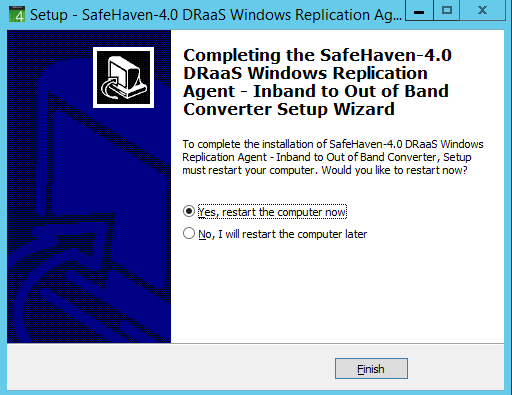 Setup - SafeHaven-4.0 DRaaS Windows Replication Ag...
Completing the SafeHaven-4.0
DRaaS Windows Replication
Agent - Inband to Out of Band
Converter Setup Wizard
To complete the installation of SafeHaven-4.0 DRaaS Windows
Replication Agent - Inband to Out of Band Converter, Setup
must restart your computer. Would you like to restart now?
Yes, restart the computer now
No, I will restart the computer later
Finish